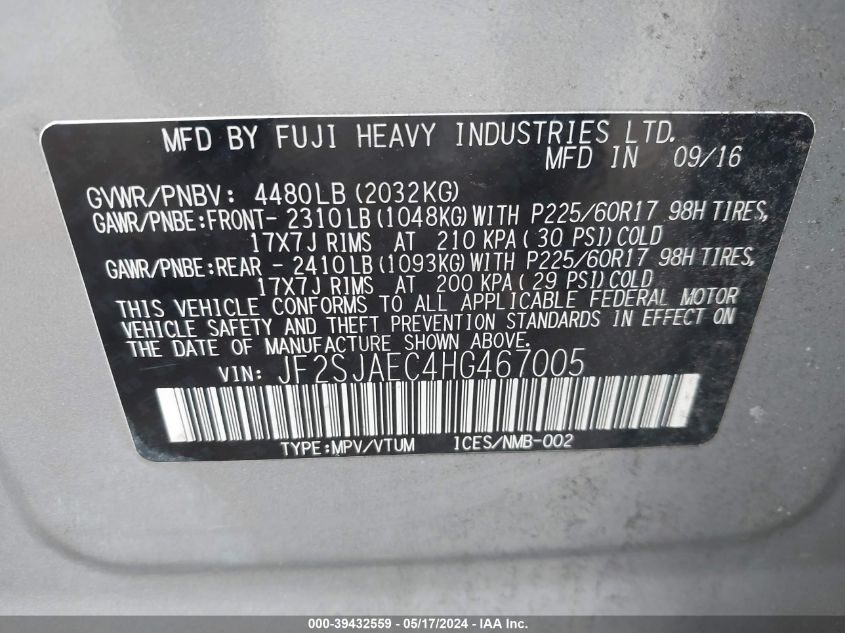 MFD BY FUJI HEAVY INDUSTRIES LTD.
MFD IN 09/16
GVWR/PNBV: 4480LB (2032KG)
GAWR/PNBE:FRONT- 2310LB (1048KG) WITH P225/60R17 98H TIRES,
17X7J RIMS AT 210 KPA ( 30 PSI) COLD
GAWR/PNBE:REAR - 2410LB (1093KG) WITH P225/60R17 98H TIRES,
17X7J RIMS AT 200 KPA ( 29 PSI) COLD
THIS VEHICLE CONFORMS TO ALL APPLICABLE FEDERAL MOTOR
VEHICLE SAFETY AND THEFT PREVENTION STANDARDS IN EFFECT ON
THE DATE OF MANUFACTURE SHOWN ABOVE.
VIN: JF2SJAEC4HG467005
TYPE:MPV/VTUM ICES/NMB-002
000-39432559 - 05/17/2024 - IAA Inc.